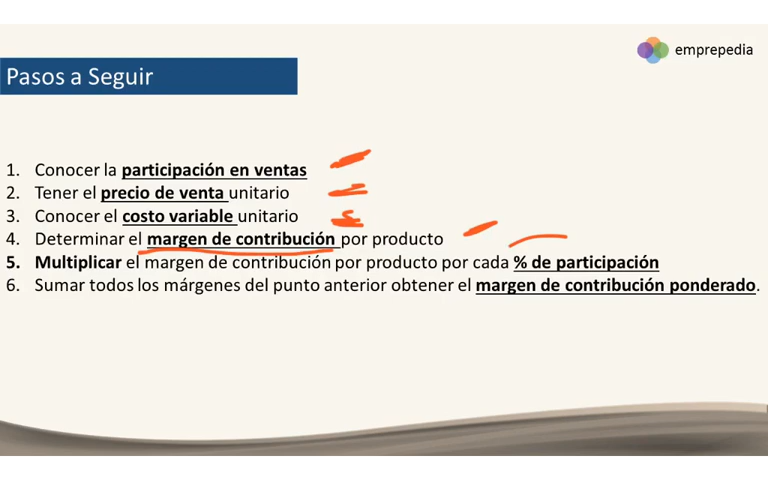 emprepedia
Pasos a Seguir
1. Conocer la participación en ventas
2. Tener el precio de venta unitario
3. Conocer el costo variable unitario
4. Determinar el margen de contribución por producto
5. Multiplicar el margen de contribución por producto por cada % de participación
6. Sumar todos los márgenes del punto anterior obtener el margen de contribución ponderado.